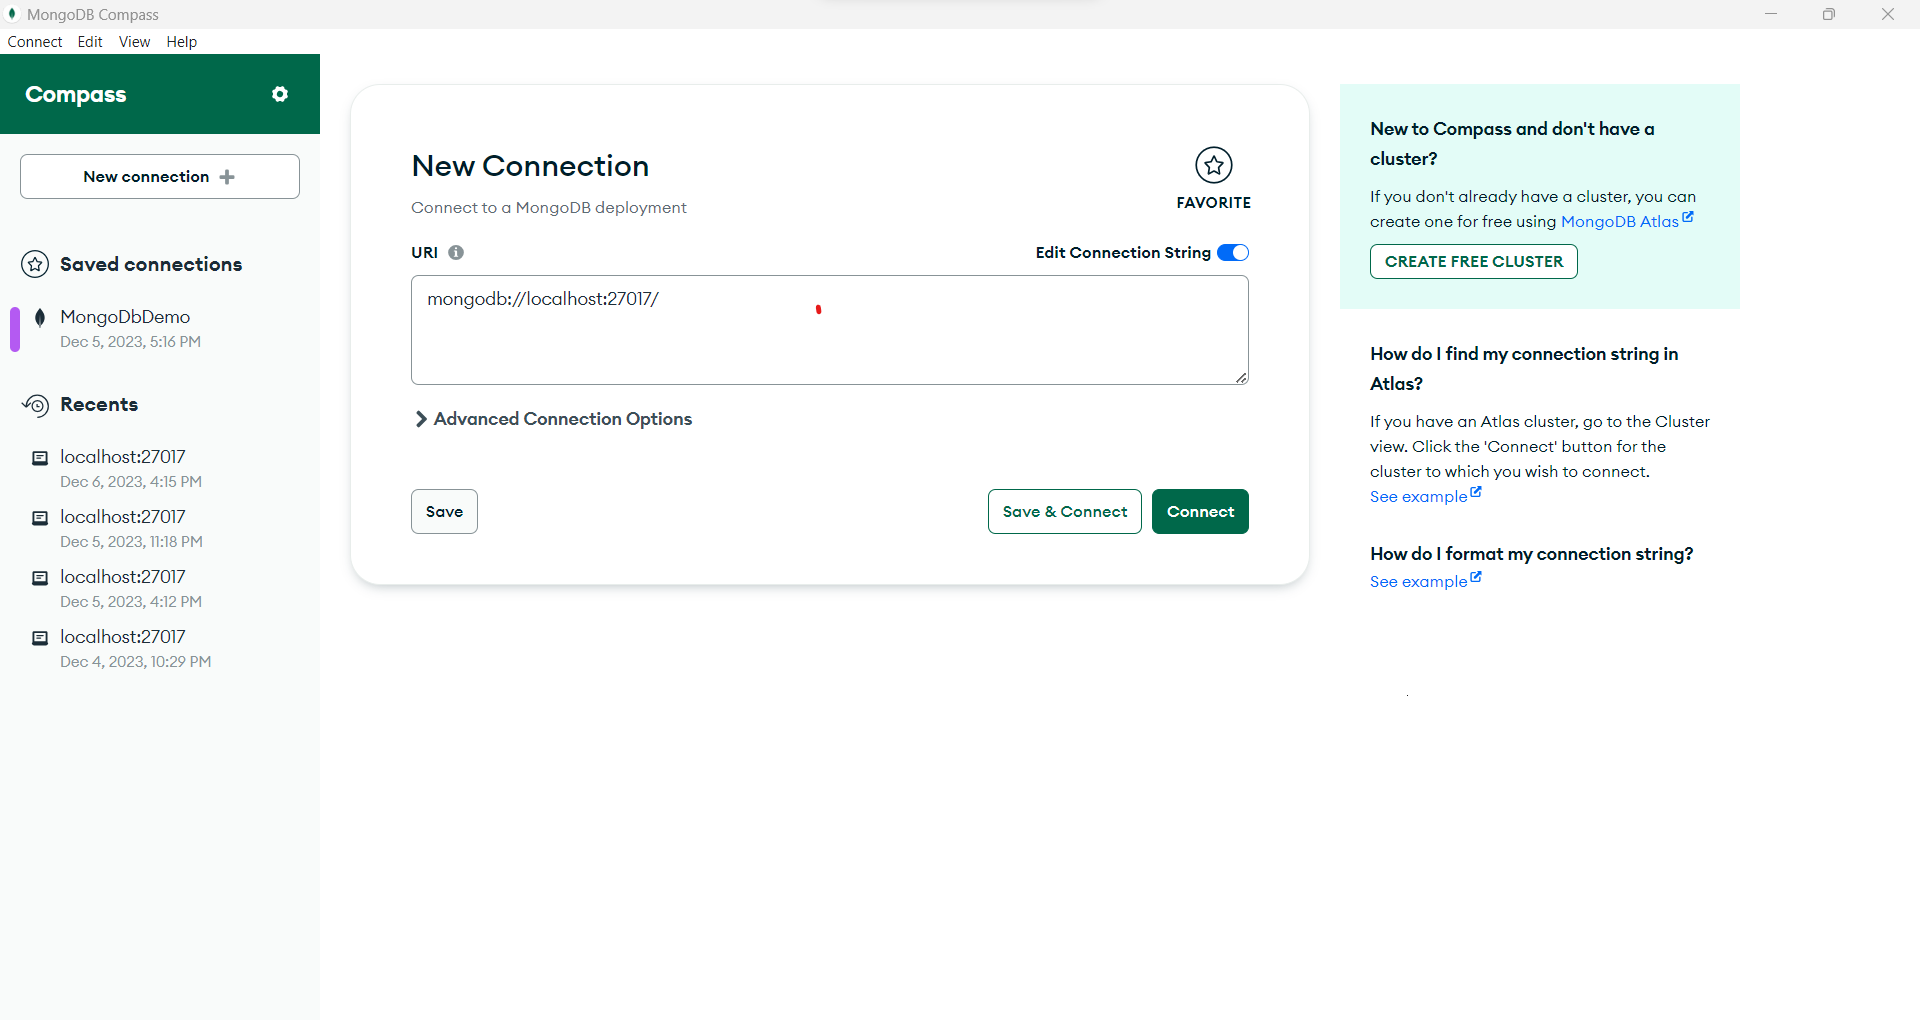 MongoDB Compass
Connect Edit View Help
Compass
New connection
Saved connections
MongoDbDemo
Dec 5, 2023, 5:16 PM
Recents
localhost:27017
Dec 6, 2023, 4:15 PM
localhost:27017
Dec 5, 2023, 11:18 PM
localhost:27017
Dec 5, 2023, 4:12 PM
localhost:27017
Dec 4, 2023, 10:29 PM
New Connection
Connect to a MongoDB deployment
FAVORITE
URI
Edit Connection String
mongodb://localhost:27017/
Advanced Connection Options
Save
Save & Connect
Connect
New to Compass and don't have a
cluster?
If you don't already have a cluster, you can
create one for free using MongoDB Atlas
CREATE FREE CLUSTER
How do I find my connection string in
Atlas?
If you have an Atlas cluster, go to the Cluster
view. Click the 'Connect' button for the
cluster to which you wish to connect.
See example
How do I format my connection string?
See example